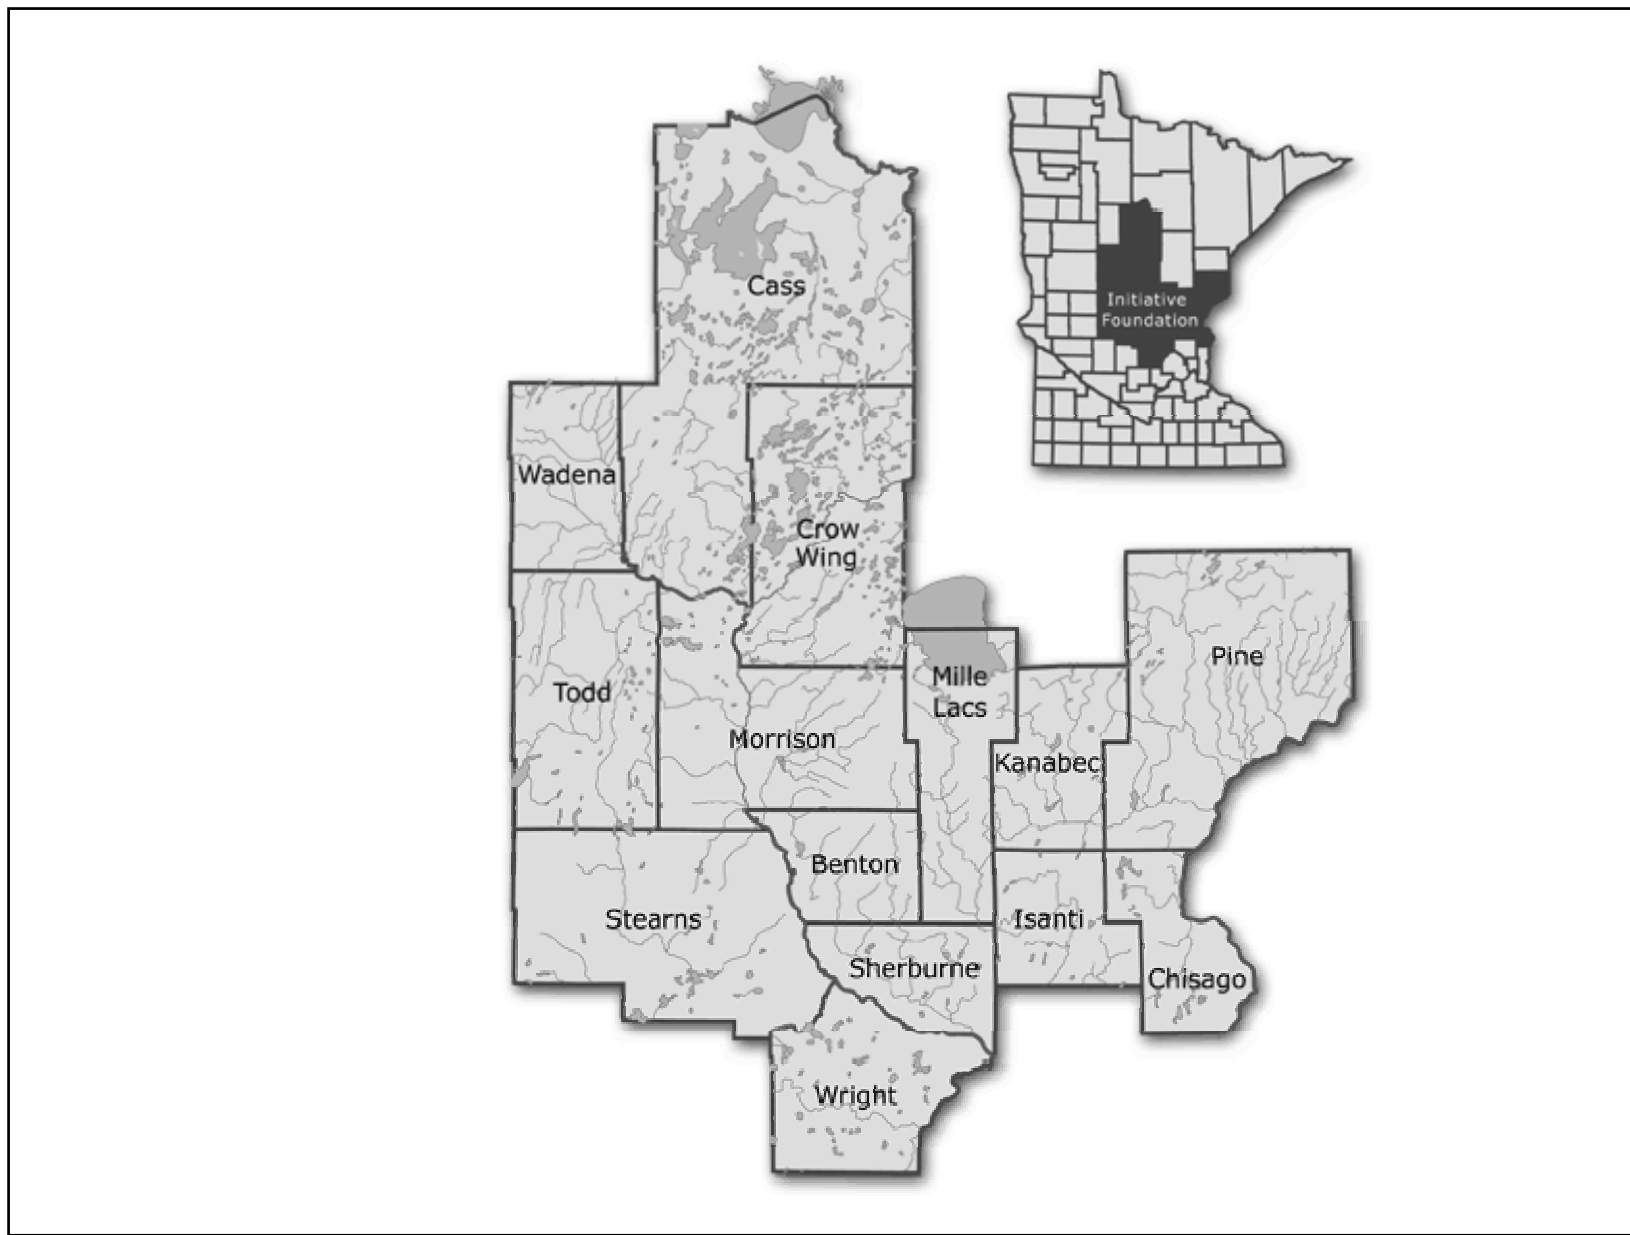 Cass
Initiative
Foundation
Wadena
Crow
Wing
Pine
Todd
Mille
Lacs
Morrison
Kanabec
Benton
Stearns
Isanti
Sherburne
Chisago
Wright